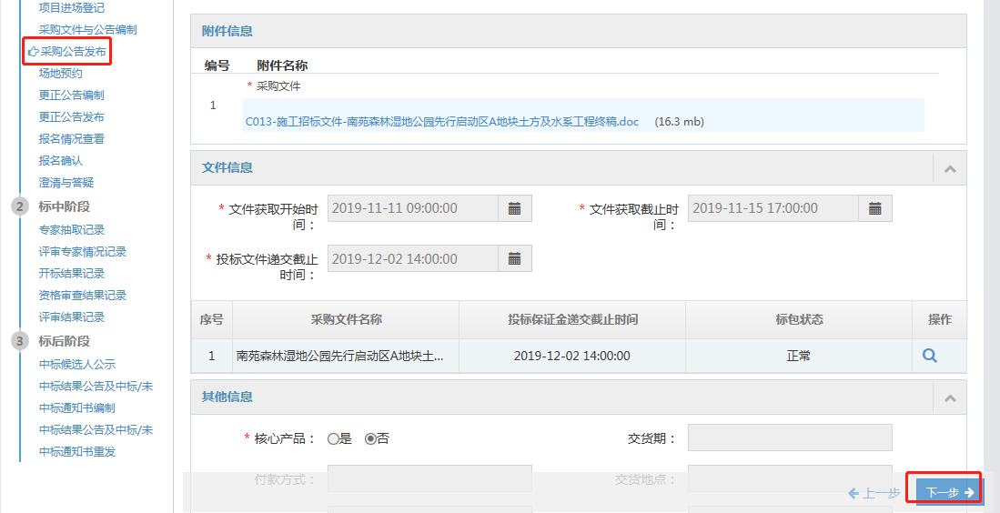 项目进场登记
采购文件与公告编制
采购公告发布
场地预约
更正公告编制
更正公告发布
报名情况查看
报名确认
澄清与答疑
2 标中阶段
专家抽取记录
评审专家情况记录
开标结果记录
资格审查结果记录
评审结果记录
3 标后阶段
中标候选人公示
中标结果公告及中标/未
中标通知书编制
中标结果公告及中标/未
中标通知书重发
附件信息
编号 附件名称
* 采购文件
1
C013-施工招标文件-南苑森林湿地公园先行启动区A地块土方及水系工程终稿.doc (16.3 mb)
文件信息
* 文件获取开始时间： 2019-11-11 09:00:00 * 文件获取截止时间： 2019-11-15 17:00:00
* 投标文件递交截止时间： 2019-12-02 14:00:00
序号 采购文件名称 投标保证金递交截止时间 标包状态 操作
1 南苑森林湿地公园先行启动区A地块土... 2019-12-02 14:00:00 正常
其他信息
* 核心产品： 是 否 交货期：
付款方式： 交货地点：
上一步 下一步